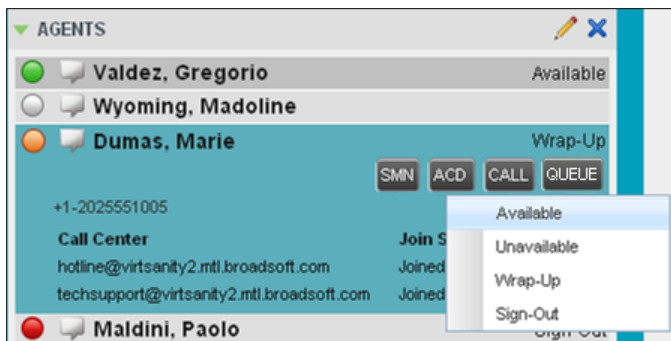 AGENTS
Valdez, Gregorio Available
Wyoming, Madoline
Dumas, Marie Wrap-Up
SMN ACD CALL QUEUE
+1-2025551005
Available
Call Center Join S
Unavailable
hotline@virtsanity2.mtl.broadsoft.com Joined
Wrap-Up
techsupport@virtsanity2.mtl.broadsoft.com Joined
Sign-Out
Maldini, Paolo Sign-Out